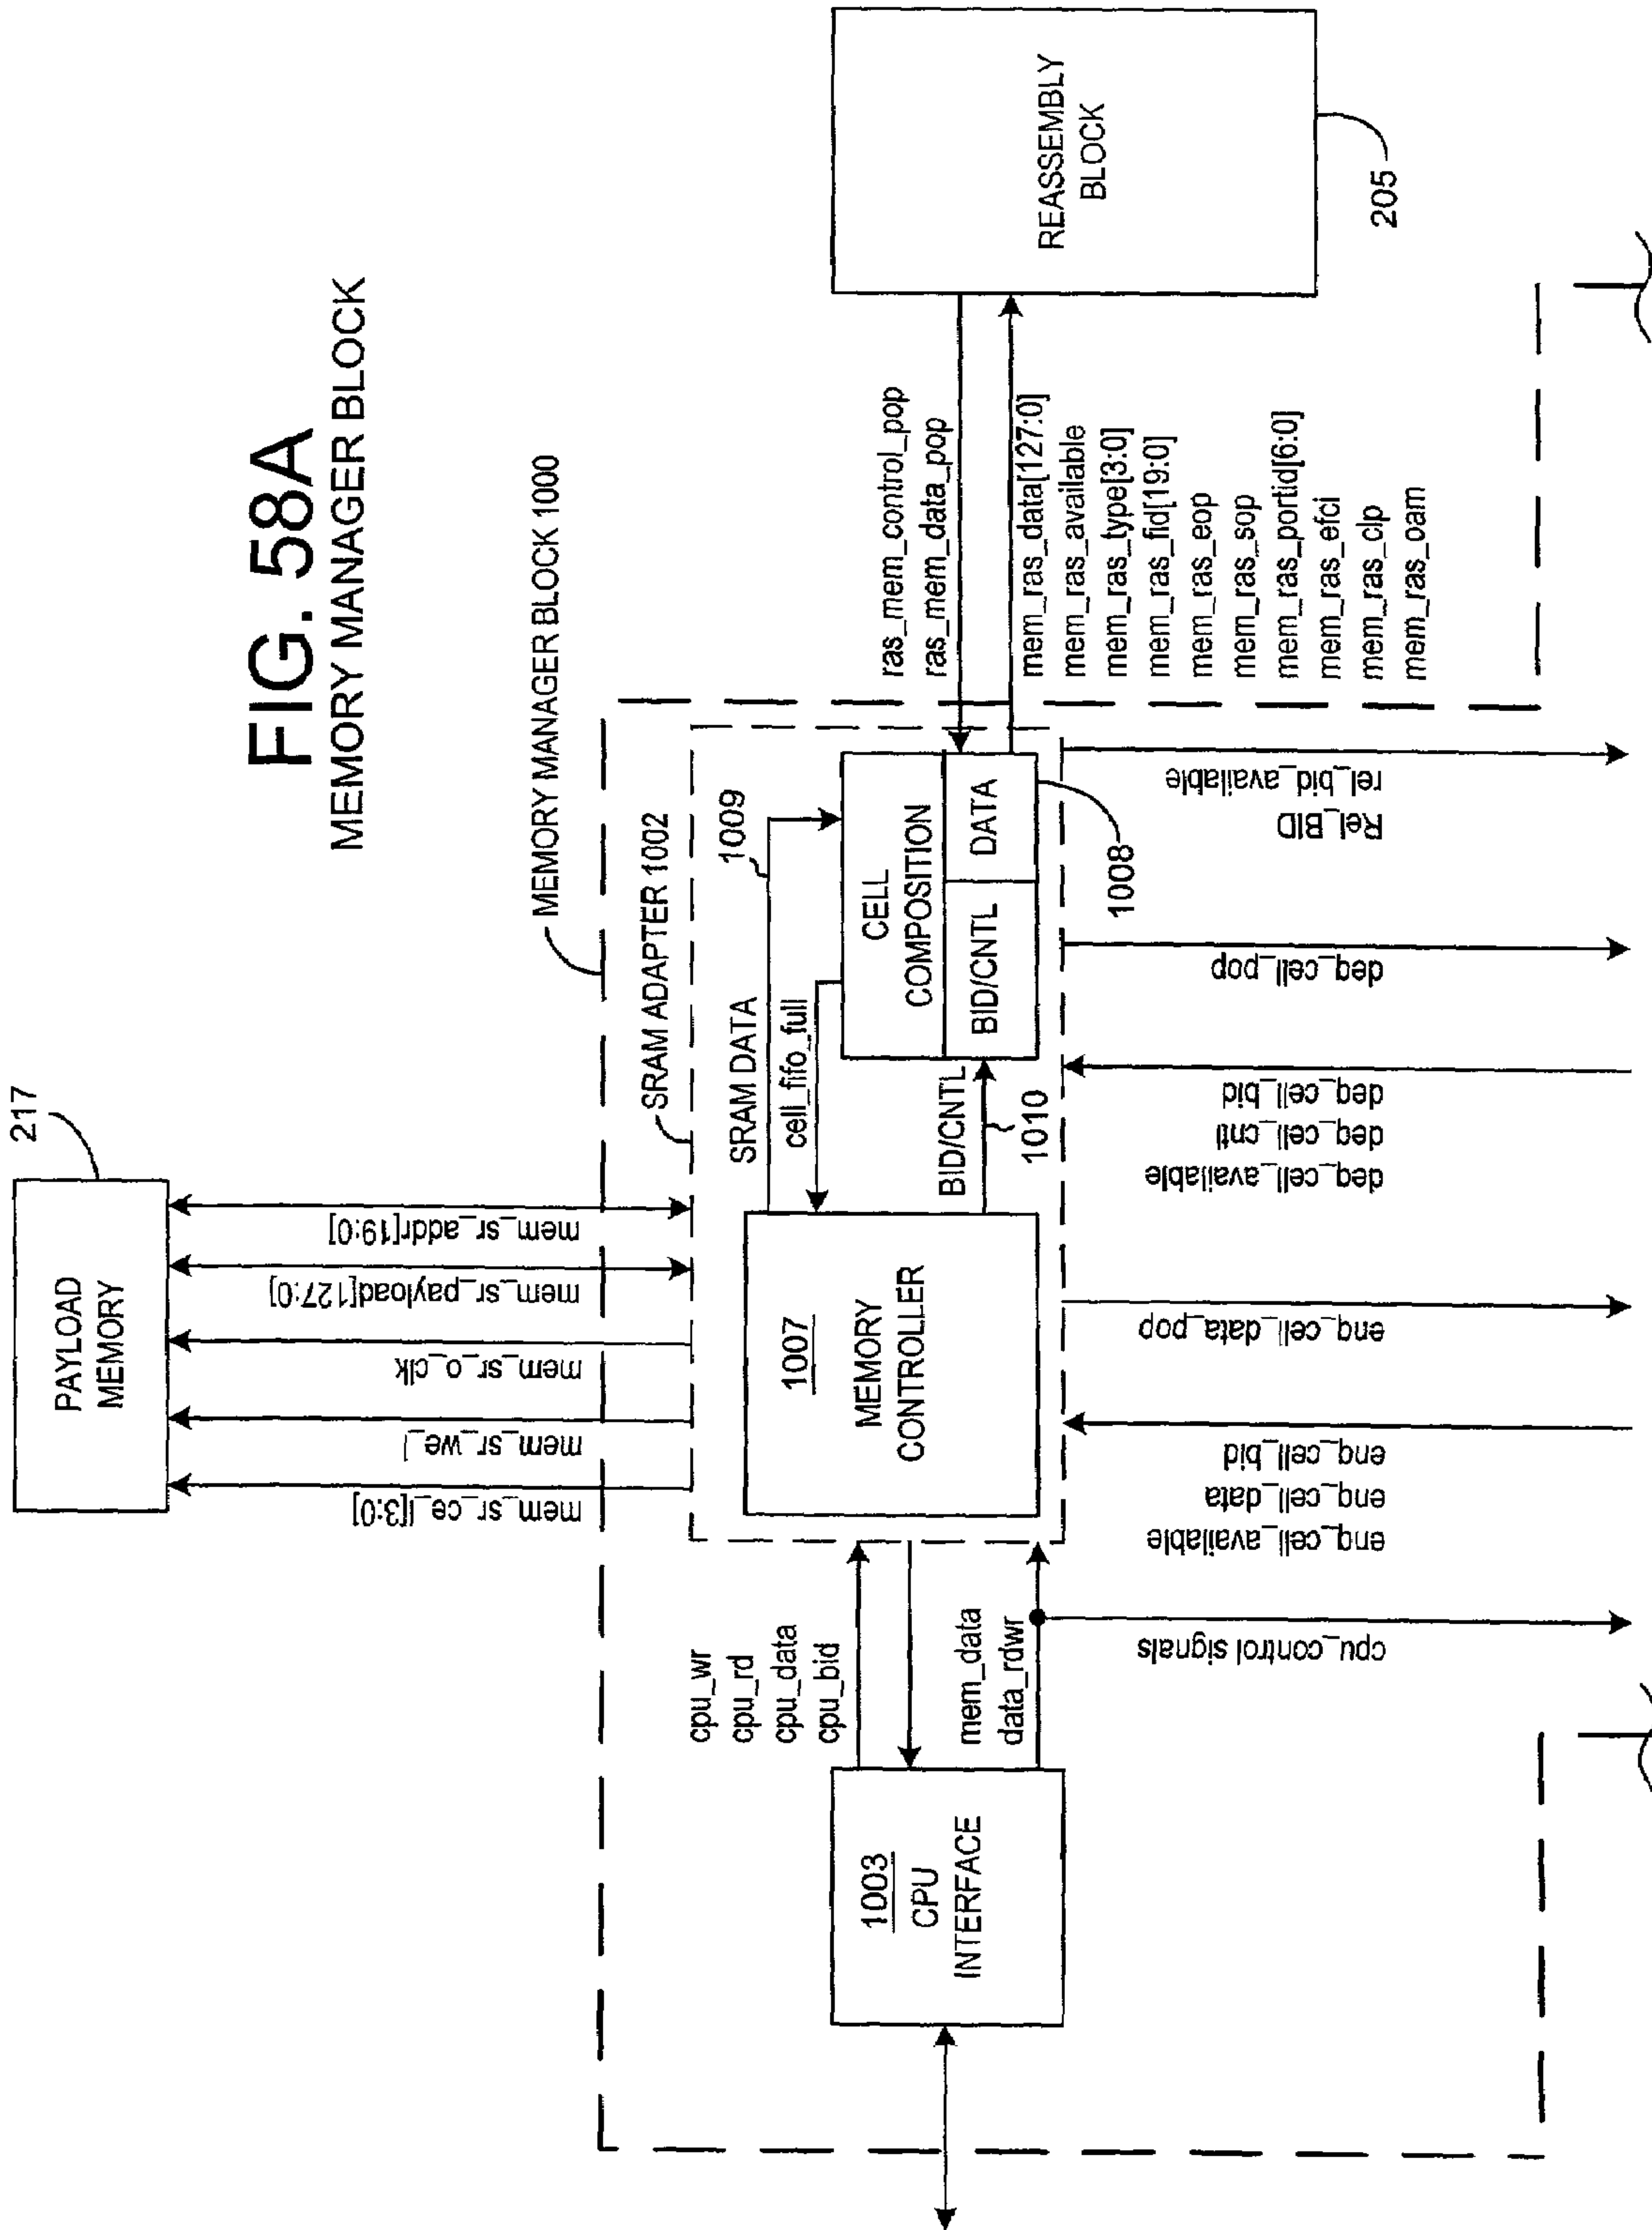 FIG. 58A
MEMORY MANAGER BLOCK
217
PAYLOAD
MEMORY
MEMORY MANAGER BLOCK 1000
SRAM ADAPTER 1002
mem_sr_ce_l[3:0]
mem_sr_we_l
mem_sr_o_clk
mem_sr_payload[127:0]
mem_sr_addr[19:0]
1003
CPU
INTERFACE
cpu_wr
cpu_rd
cpu_data
cpu_bid
mem_data
data_rdwr
1007
MEMORY
CONTROLLER
SRAM DATA
1009
cell_fifo_full
BID/CNTL
1010
CELL
COMPOSITION
BID/CNTL
DATA
1008
ras_mem_control_pop
ras_mem_data_pop
mem_ras_data[127:0]
mem_ras_available
mem_ras_type[3:0]
mem_ras_fid[19:0]
mem_ras_eop
mem_ras_sop
mem_ras_portid[6:0]
mem_ras_efci
mem_ras_clp
mem_ras_oam
REASSEMBLY
BLOCK
205
cpu_control signals
enq_cell_available
enq_cell_data
enq_cell_bid
enq_cell_data_pop
deq_cell_available
deq_cell_cntl
deq_cell_bid
deq_cell_pop
Rel_BID
rel_bid_available